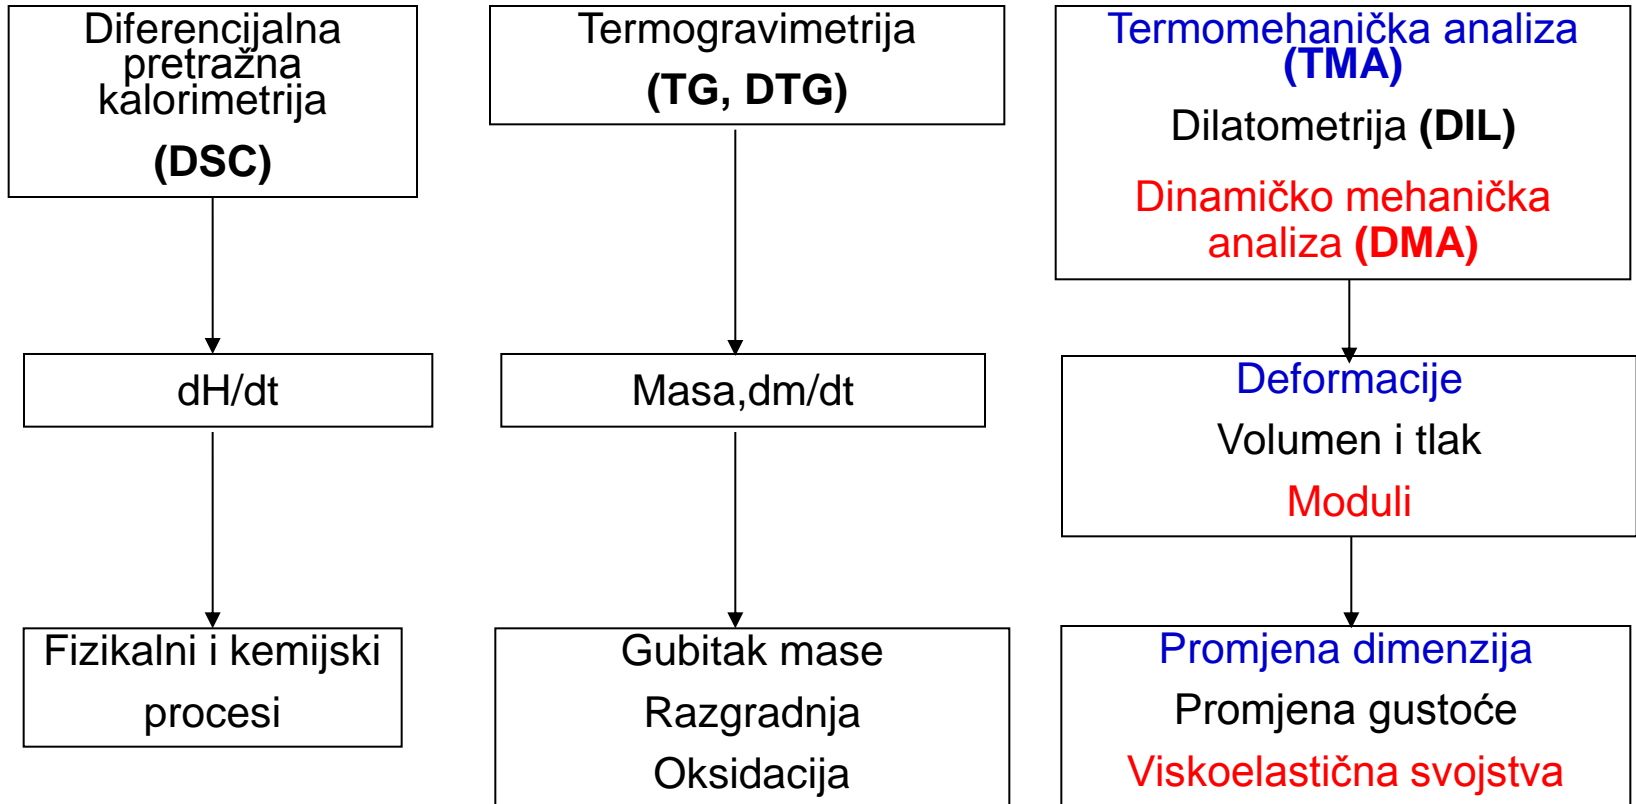 Diferencijalna
pretražna
kalorimetrija
(DSC)
Termogravimetrija
(TG, DTG)
Termomehanička analiza
(TMA)
Dilatometrija (DIL)
Dinamičko mehanička
analiza (DMA)
dH/dt
Masa,dm/dt
Deformacije
Volumen i tlak
Moduli
Fizikalni i kemijski
procesi
Gubitak mase
Razgradnja
Oksidacija
Promjena dimenzija
Promjena gustoće
Viskoelastična svojstva